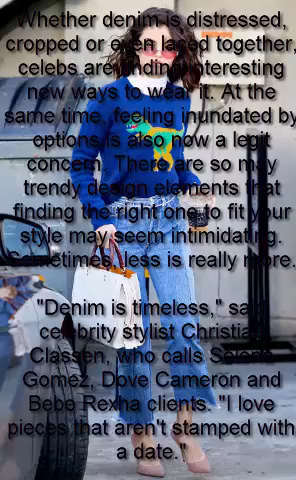 Whether denim is distressed,
cropped or even laced together,
celebs are finding interesting
new ways to wear it. At the
same time, feeling inundated by
options is also now a legit
concern. There are so may
trendy design elements that
finding the right one to fit your
style may seem intimidating.
Sometimes, less is really more.

"Denim is timeless," says
celebrity stylist Christian
Classen, who calls Selena
Gomez, Dove Cameron and
Bebe Rexha clients. "I love
pieces that aren't stamped with
a date."